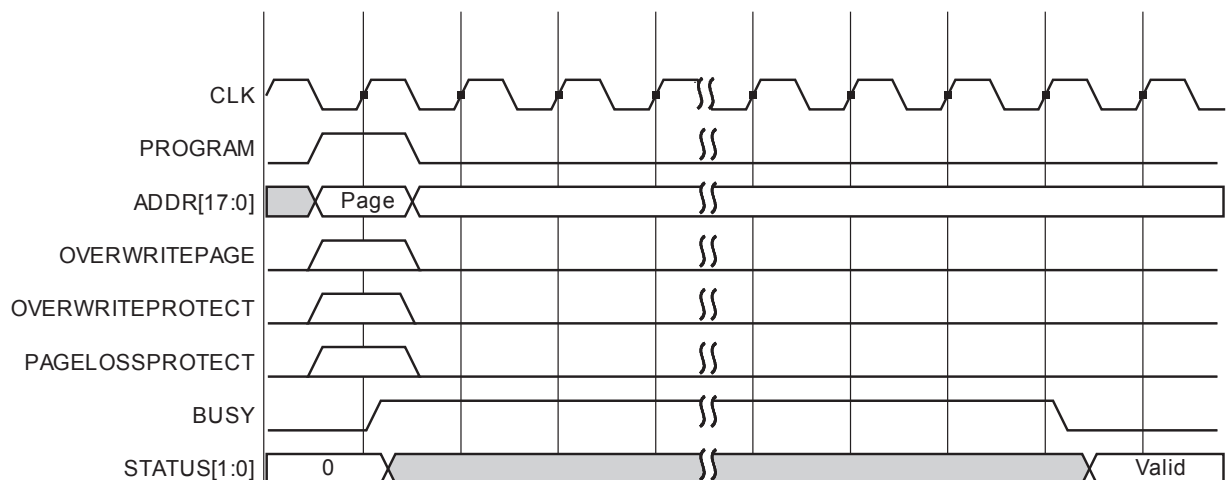 CLK
PROGRAM
ADDR[17:0] Page
OVERWRITEPAGE
OVERWRITEPROTECT
PAGELOSSPROTECT
BUSY
STATUS[1:0] 0 Valid